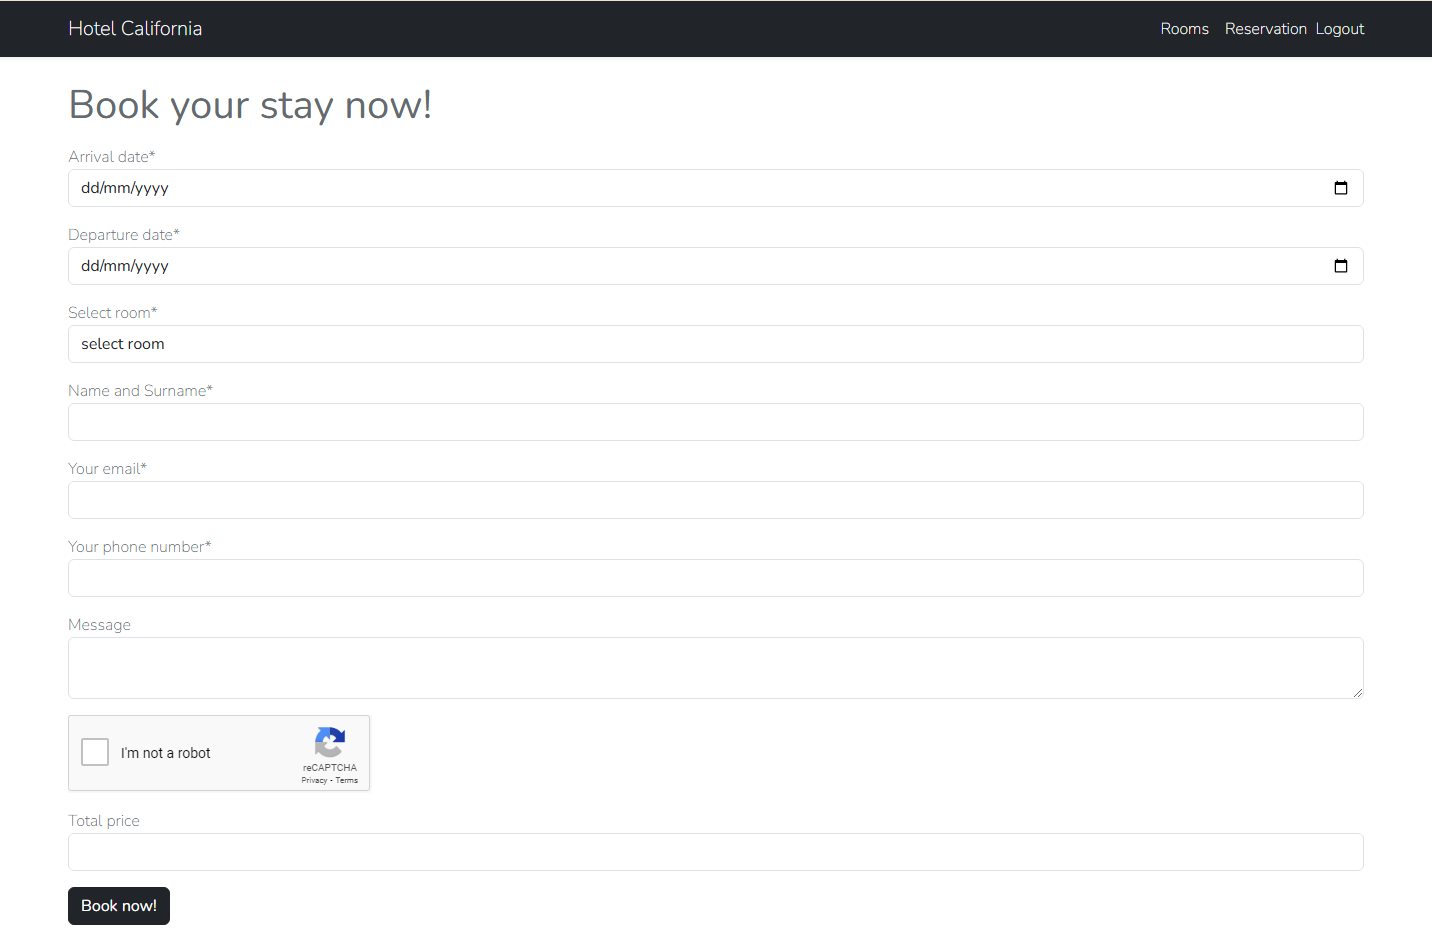 Hotel California
Rooms Reservation Logout
Book your stay now!
Arrival date*
dd/mm/yyyy
Departure date*
dd/mm/yyyy
Select room*
select room
Name and Surname*
Your email*
Your phone number*
Message
I'm not a robot
reCAPTCHA
Privacy - Terms
Total price
Book now!